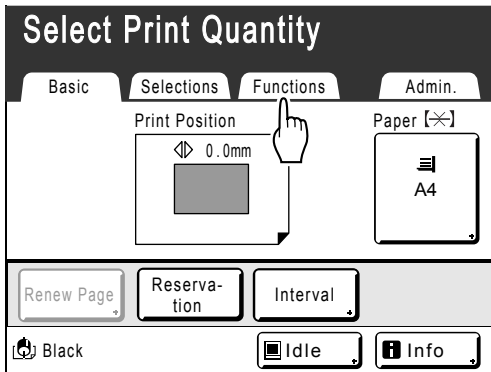 Select Print Quantity
Basic Selections Functions Admin.
Print Position Paper
0.0mm
A4
Renew Page Reserva-
tion Interval
Black Idle Info